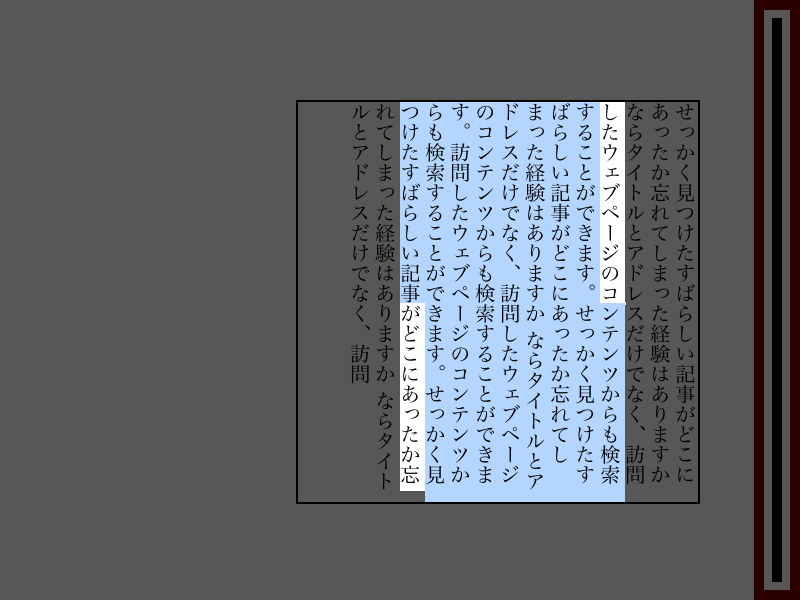 せっかく見つけたすばらしい記事がどこに
あったか忘れてしまった経験はありますか
ならタイトルとアドレスだけでなく、訪問
したウェブページのコンテンツからも検索
することができます。せっかく見つけたす
ばらしい記事がどこにあったか忘れてし
まった経験はありますか ならタイトルとア
ドレスだけでなく、訪問したウェブページ
のコンテンツからも検索することができま
す。訪問したウェブページのコンテンツか
らも検索することができます。せっかく見
つけたすばらしい記事がどこにあったか忘
れてしまった経験はありますか ならタイト
ルとアドレスだけでなく、訪問